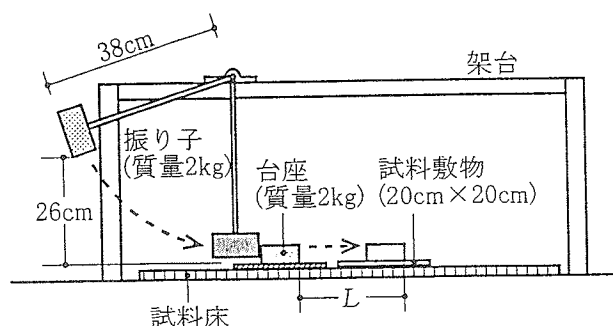 38cm
架台
振り子
(質量2kg)
台座
(質量2kg)
試料敷物
(20cm×20cm)
26cm
L
試料床